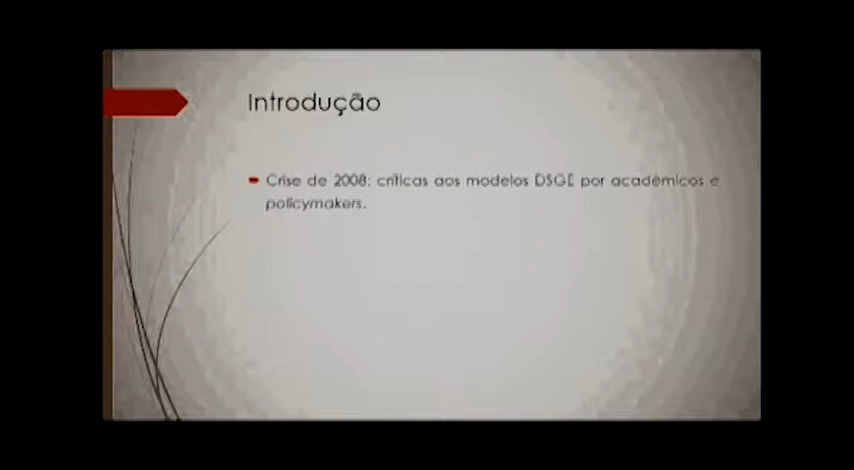 Introdução
Crise de 2008: críticas aos modelos DSGE por acadêmicos e
policymakers.